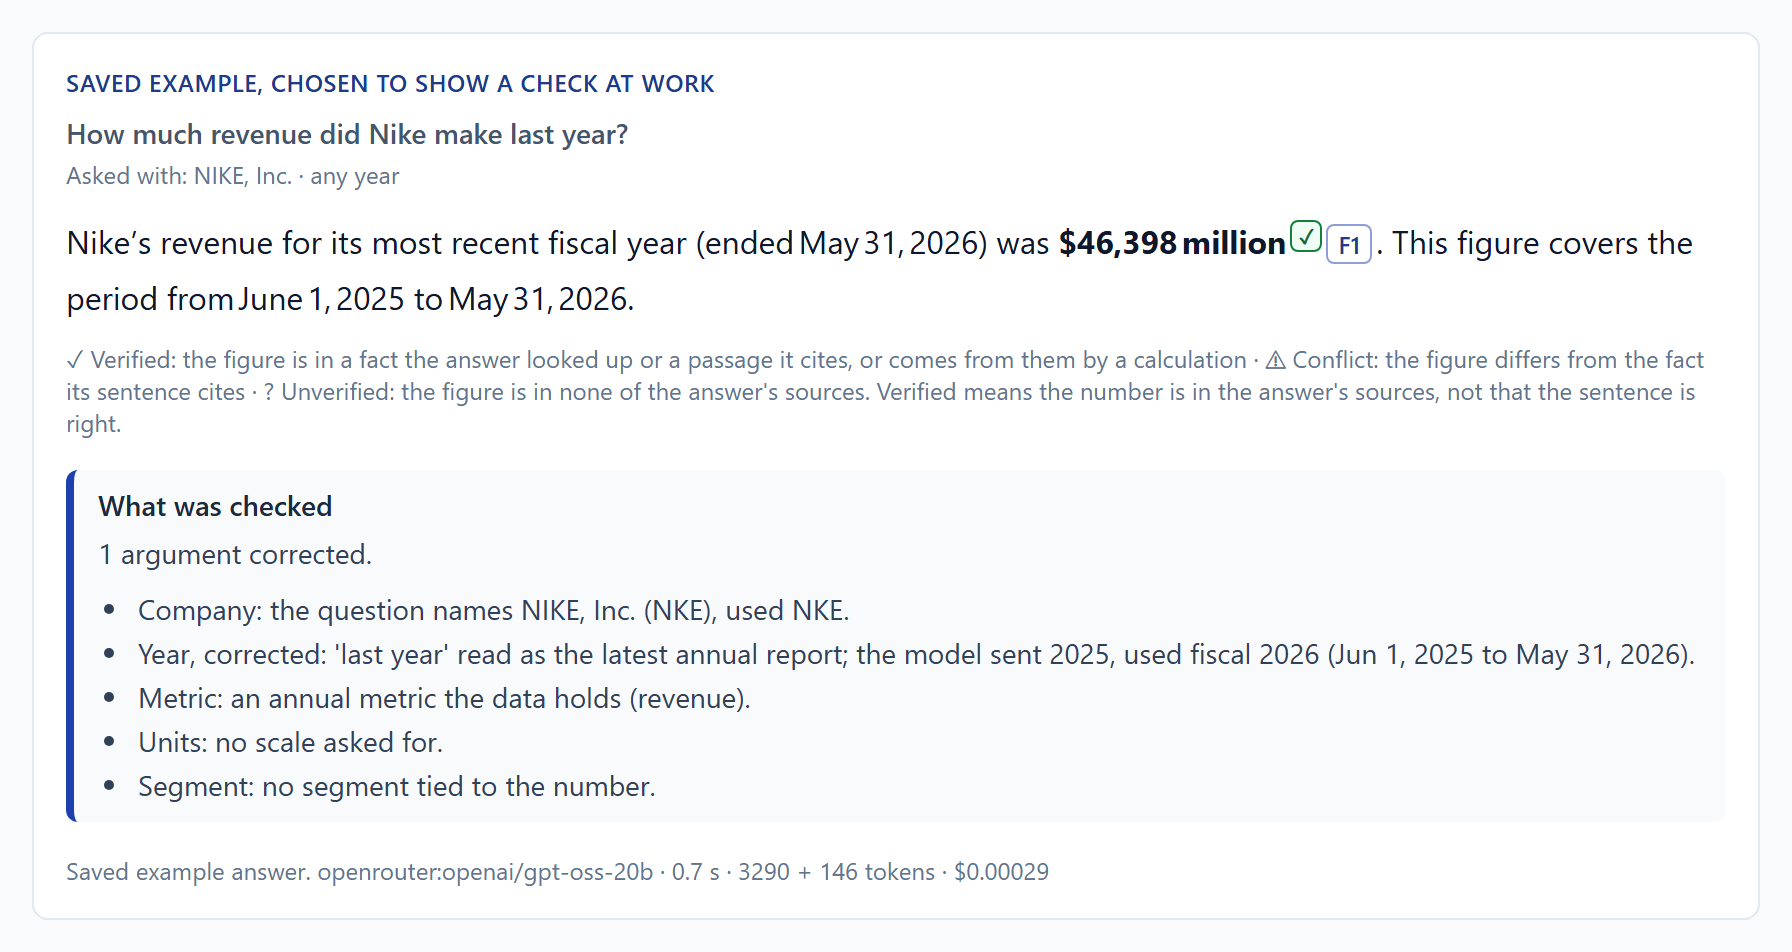 SAVED EXAMPLE, CHOSEN TO SHOW A CHECK AT WORK
How much revenue did Nike make last year?
Asked with: NIKE, Inc. · any year
Nike’s revenue for its most recent fiscal year (ended May 31, 2026) was $46,398 million ✓ F1 . This figure covers the
period from June 1, 2025 to May 31, 2026.
✓ Verified: the figure is in a fact the answer looked up or a passage it cites, or comes from them by a calculation · ⚠ Conflict: the figure differs from the fact
its sentence cites · ? Unverified: the figure is in none of the answer's sources. Verified means the number is in the answer's sources, not that the sentence is
right.
What was checked
1 argument corrected.
• Company: the question names NIKE, Inc. (NKE), used NKE.
• Year, corrected: 'last year' read as the latest annual report; the model sent 2025, used fiscal 2026 (Jun 1, 2025 to May 31, 2026).
• Metric: an annual metric the data holds (revenue).
• Units: no scale asked for.
• Segment: no segment tied to the number.
Saved example answer. openrouter:openai/gpt-oss-20b · 0.7 s · 3290 + 146 tokens · $0.00029